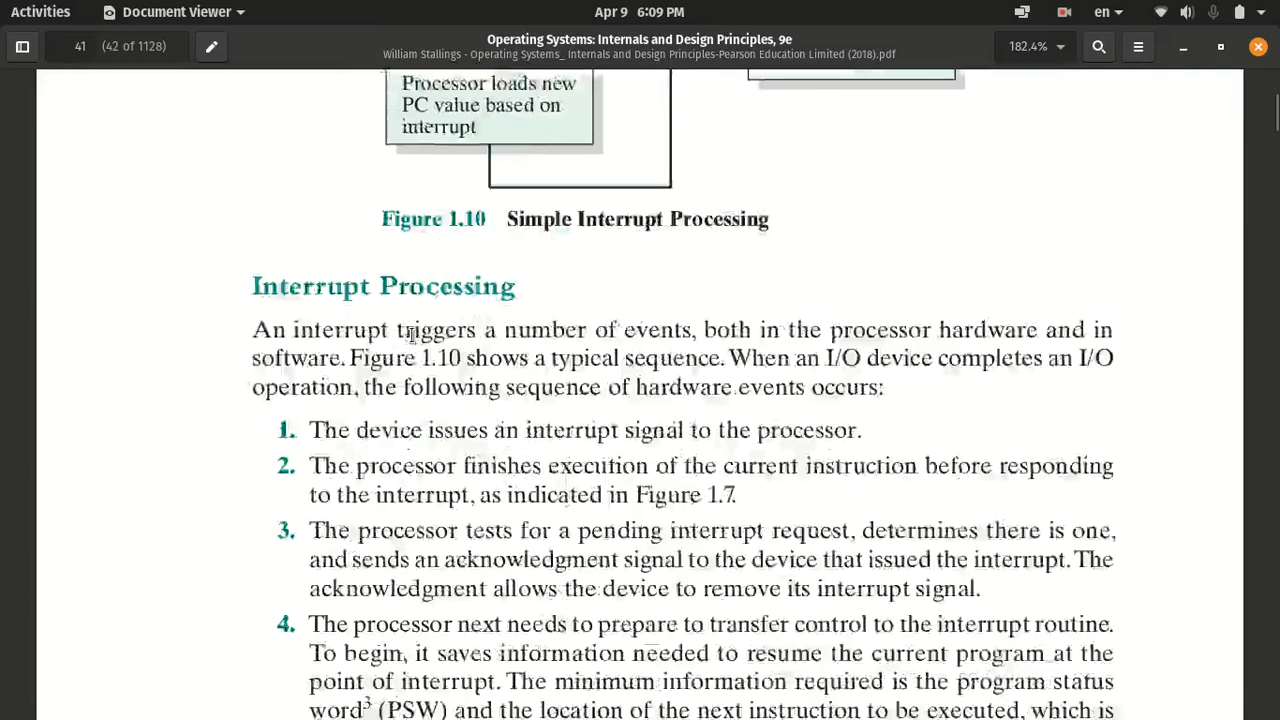 Activities
Document Viewer
Apr 9 6:09 PM
en
41
(42 of 1128)
Operating Systems: Internals and Design Principles, 9e
William Stallings - Operating Systems_ Internals and Design Principles-Pearson Education Limited (2018).pdf
182.4%
Processor loads new
PC value based on
interrupt
Figure 1.10 Simple Interrupt Processing
Interrupt Processing
An interrupt triggers a number of events, both in the processor hardware and in
software. Figure 1.10 shows a typical sequence. When an I/O device completes an I/O
operation, the following sequence of hardware events occurs:
1. The device issues an interrupt signal to the processor.
2. The processor finishes execution of the current instruction before responding
to the interrupt, as indicated in Figure 1.7.
3. The processor tests for a pending interrupt request, determines there is one,
and sends an acknowledgment signal to the device that issued the interrupt. The
acknowledgment allows the device to remove its interrupt signal.
4. The processor next needs to prepare to transfer control to the interrupt routine.
To begin, it saves information needed to resume the current program at the
point of interrupt. The minimum information required is the program status
word3 (PSW) and the location of the next instruction to be executed, which is